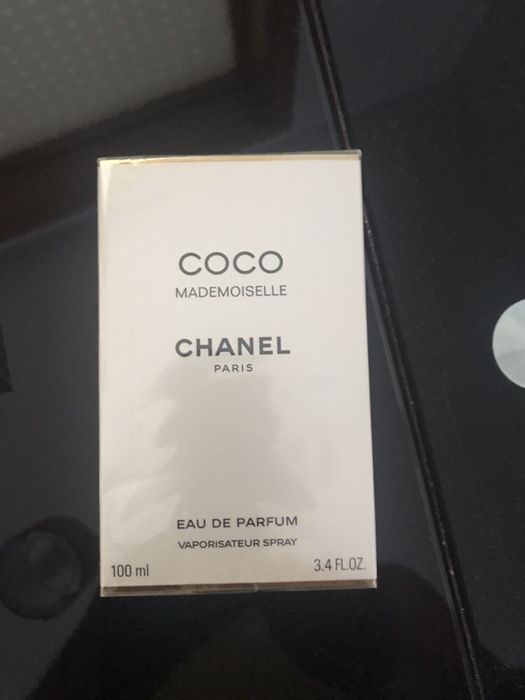 COCO
MADEMOISELLE
CHANEL
PARIS
EAU DE PARFUM
VAPORISATEUR SPRAY
100 ml 3.4 FL.OZ.